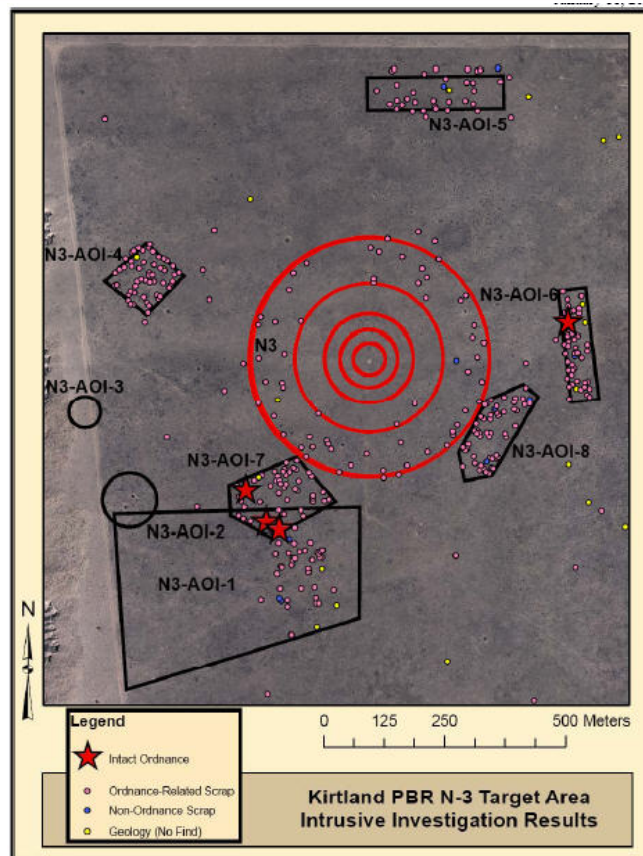 N3-AOI-5
N3-AOI-4
N3-AOI-6
N3
N3-AOI-3
N3-AOI-7
N3-AOI-8
N3-AOI-2
N3-AOI-1
N
0 125 250 500 Meters
Legend
Intact Ordnance
Ordnance-Related Scrap
Non-Ordnance Scrap
Geology (No Find)
Kirtland PBR N-3 Target Area
Intrusive Investigation Results